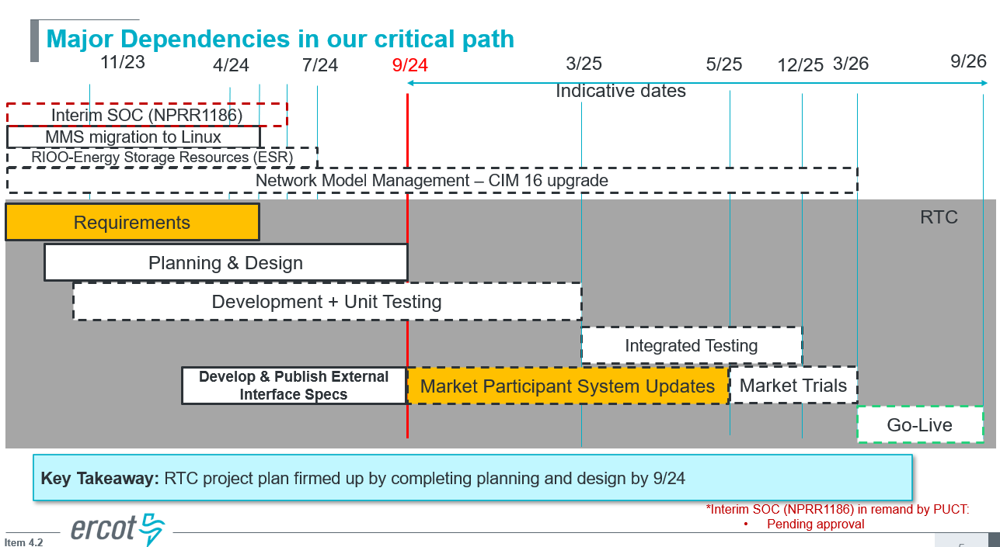 Major Dependencies in our critical path
11/23 4/24 7/24 9/24 3/25 5/25 12/25 3/26 9/26
Indicative dates
Interim SOC (NPRR1186)
MMS migration to Linux
RIOO-Energy Storage Resources (ESR)
Network Model Management – CIM 16 upgrade
RTC
Requirements
Planning & Design
Development + Unit Testing
Integrated Testing
Develop & Publish External
Interface Specs
Market Participant System Updates
Market Trials
Go-Live
Key Takeaway: RTC project plan firmed up by completing planning and design by 9/24
*Interim SOC (NPRR1186) in remand by PUCT:
• Pending approval
ercot
Item 4.2